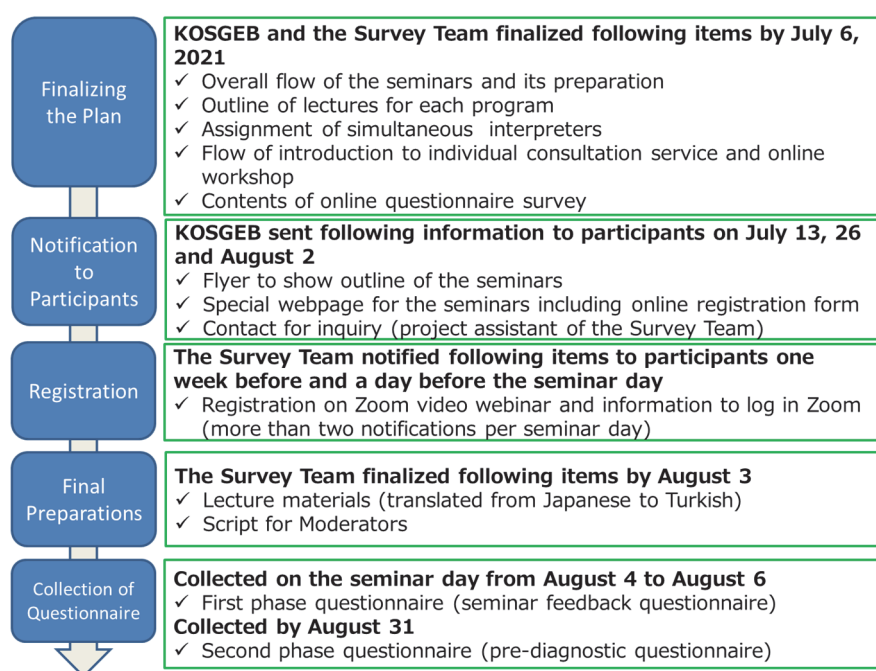 Finalizing
the Plan
KOSGEB and the Survey Team finalized following items by July 6,
2021
✓ Overall flow of the seminars and its preparation
✓ Outline of lectures for each program
✓ Assignment of simultaneous interpreters
✓ Flow of introduction to individual consultation service and online
workshop
✓ Contents of online questionnaire survey
Notification
to
Participants
KOSGEB sent following information to participants on July 13, 26
and August 2
✓ Flyer to show outline of the seminars
✓ Special webpage for the seminars including online registration form
✓ Contact for inquiry (project assistant of the Survey Team)
Registration
The Survey Team notified following items to participants one
week before and a day before the seminar day
✓ Registration on Zoom video webinar and information to log in Zoom
(more than two notifications per seminar day)
Final
Preparations
The Survey Team finalized following items by August 3
✓ Lecture materials (translated from Japanese to Turkish)
✓ Script for Moderators
Collection of
Questionnaire
Collected on the seminar day from August 4 to August 6
✓ First phase questionnaire (seminar feedback questionnaire)
Collected by August 31
✓ Second phase questionnaire (pre-diagnostic questionnaire)